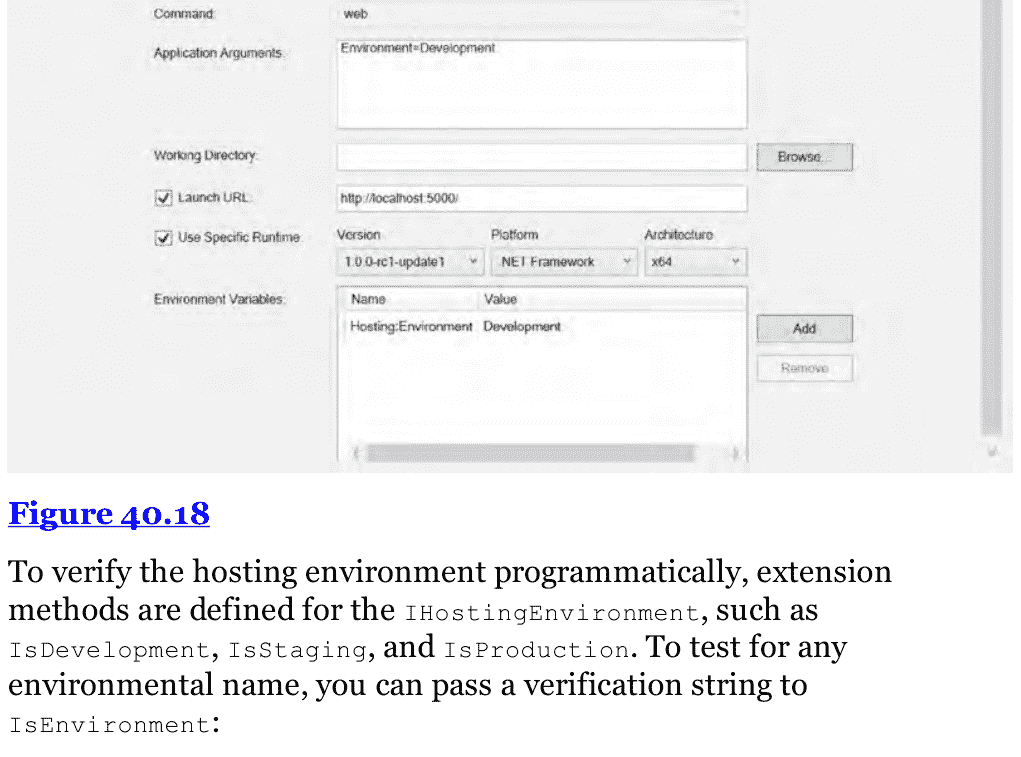 Command: web
Application Arguments: Environment=Development
Working Directory: Browse...
Launch URL: http://localhost:5000/
Use Specific Runtime: Version Platform Architecture
1.0.0-rc1-update1 .NET Framework x64
Environment Variables: Name Value
Hosting:Environment Development Add
Remove
Figure 40.18
To verify the hosting environment programmatically, extension
methods are defined for the IHostingEnvironment, such as
IsDevelopment, IsStaging, and IsProduction. To test for any
environmental name, you can pass a verification string to
IsEnvironment: